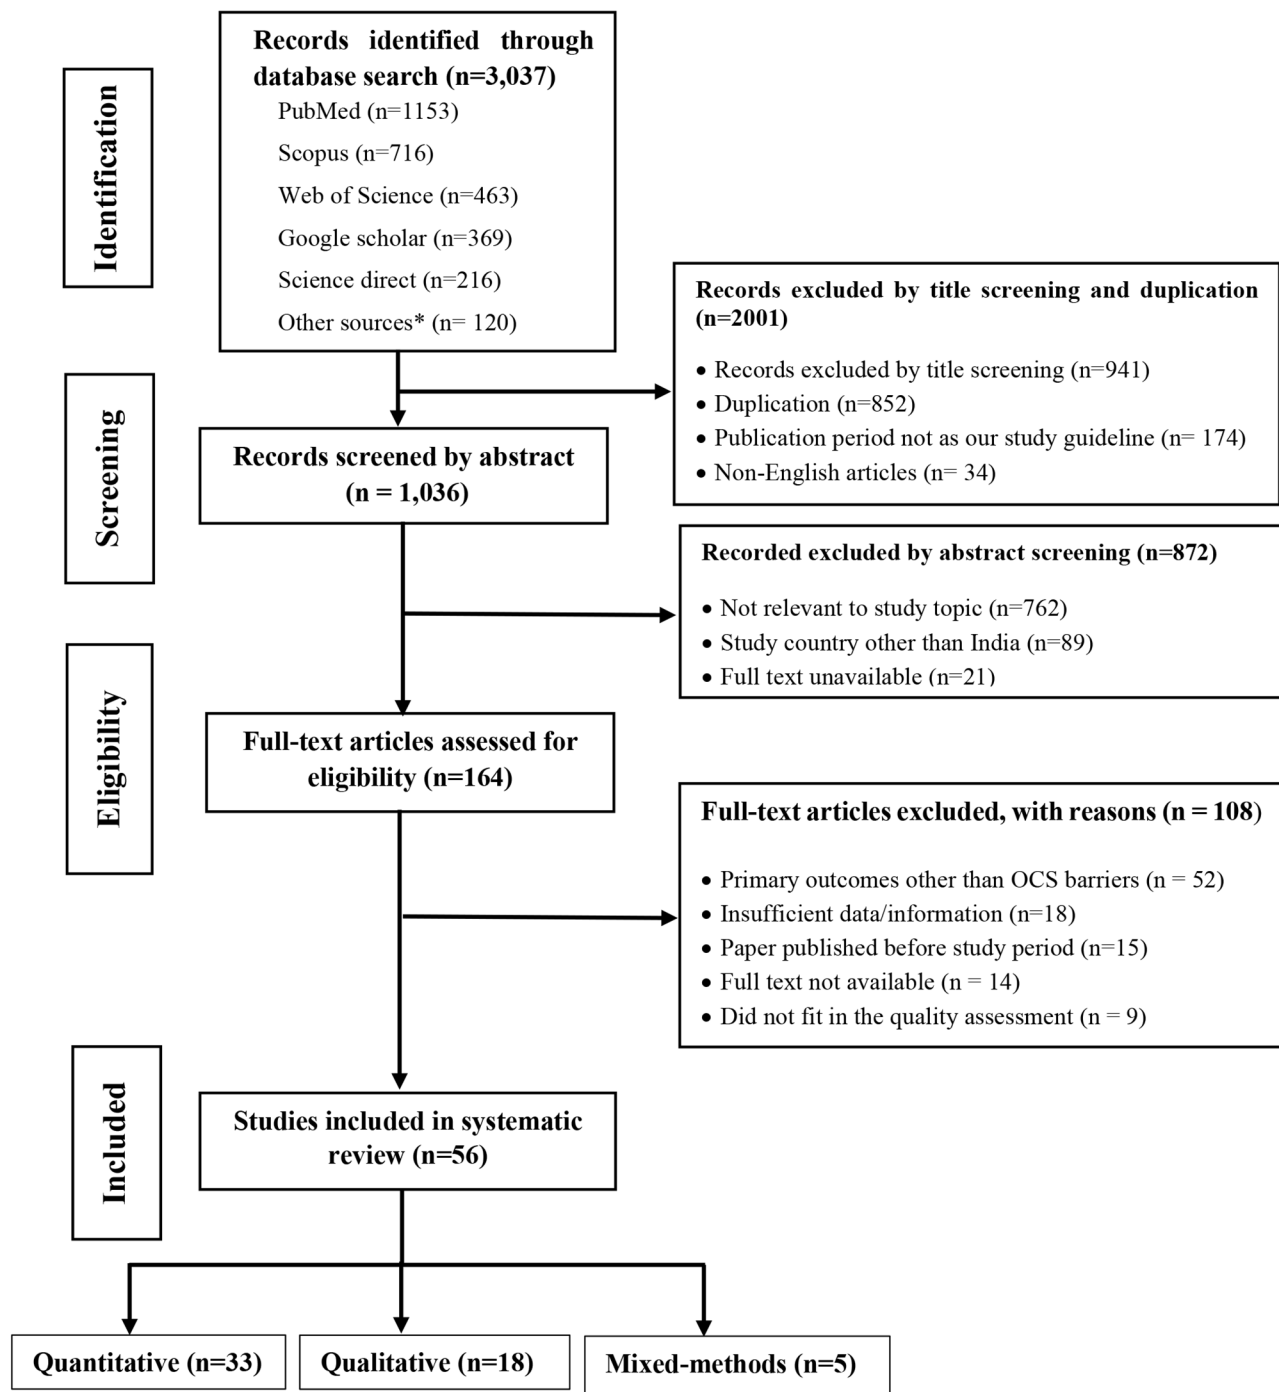 Identification
Records identified through
database search (n=3,037)
PubMed (n=1153)
Scopus (n=716)
Web of Science (n=463)
Google scholar (n=369)
Science direct (n=216)
Other sources* (n= 120)
Records excluded by title screening and duplication
(n=2001)
• Records excluded by title screening (n=941)
• Duplication (n=852)
• Publication period not as our study guideline (n= 174)
• Non-English articles (n= 34)
Screening
Records screened by abstract
(n = 1,036)
Recorded excluded by abstract screening (n=872)
• Not relevant to study topic (n=762)
• Study country other than India (n=89)
• Full text unavailable (n=21)
Eligibility
Full-text articles assessed for
eligibility (n=164)
Full-text articles excluded, with reasons (n = 108)
• Primary outcomes other than OCS barriers (n = 52)
• Insufficient data/information (n=18)
• Paper published before study period (n=15)
• Full text not available (n = 14)
• Did not fit in the quality assessment (n = 9)
Included
Studies included in systematic
review (n=56)
Quantitative (n=33)
Qualitative (n=18)
Mixed-methods (n=5)